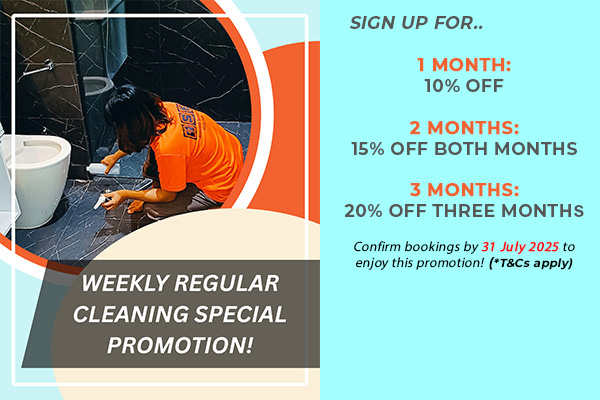 WEEKLY REGULAR
CLEANING SPECIAL
PROMOTION!
SIGN UP FOR..
1 MONTH:
10% OFF
2 MONTHS:
15% OFF BOTH MONTHS
3 MONTHS:
20% OFF THREE MONTHS
Confirm bookings by 31 July 2025 to
enjoy this promotion! (*T&Cs apply)